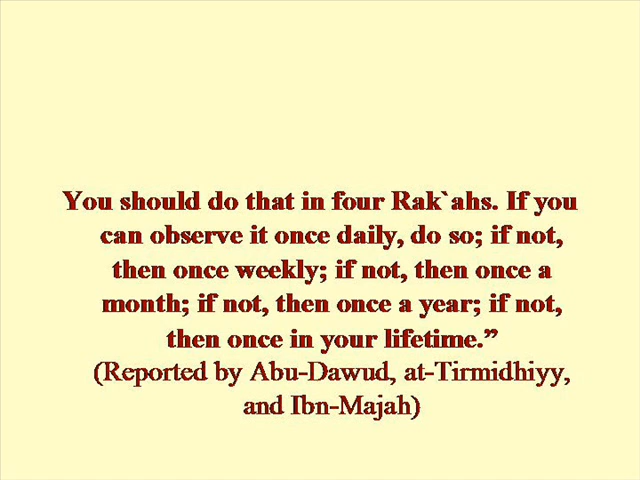 You should do that in four Rak`ahs. If you
can observe it once daily, do so; if not,
then once weekly; if not, then once a
month; if not, then once a year; if not,
then once in your lifetime.”
(Reported by Abu-Dawud, at-Tirmidhiyy,
and Ibn-Majah)